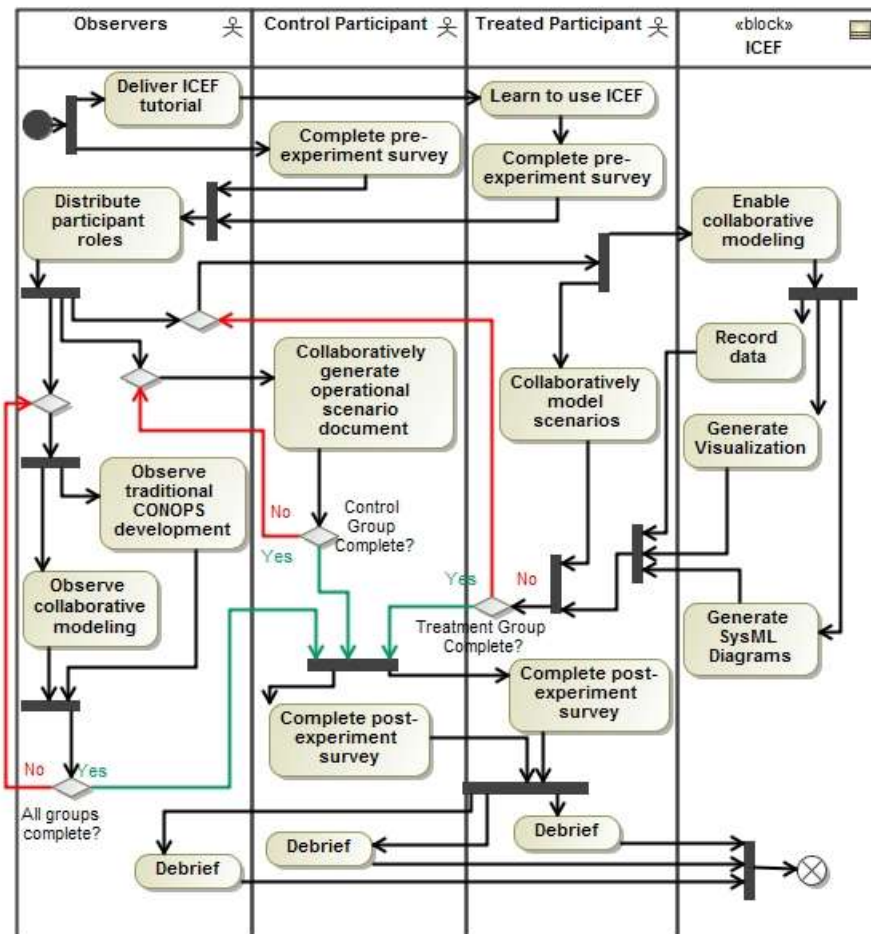 Observers
Control Participant
Treated Participant
«block»
ICEF
Deliver ICEF
tutorial
Learn to use ICEF
Complete pre-
experiment survey
Complete pre-
experiment survey
Distribute
participant
roles
Enable
collaborative
modeling
Record
data
Collaboratively
generate
operational
scenario
document
Collaboratively
model
scenarios
Generate
Visualization
Observe
traditional
CONOPS
development
No
Yes
Control
Group
Complete?
Observe
collaborative
modeling
Yes
No
Treatment Group
Complete?
Generate
SysML
Diagrams
Complete post-
experiment
survey
Complete post-
experiment
survey
No
Yes
All groups
complete?
Debrief
Debrief
Debrief